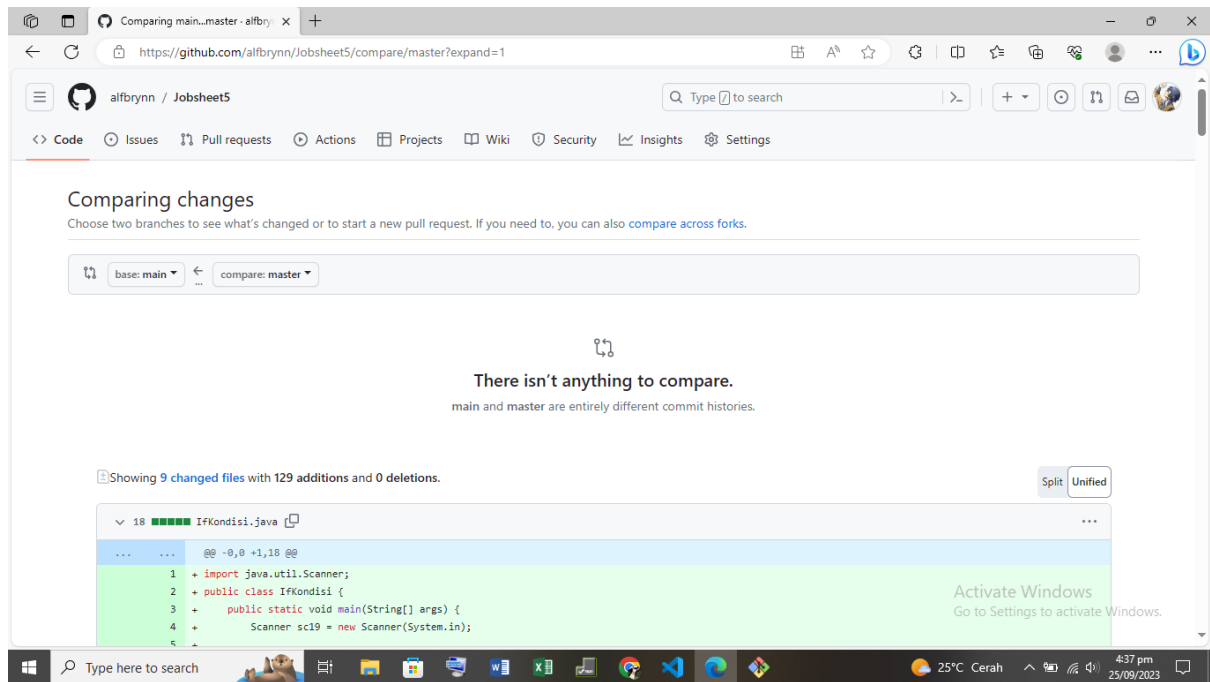 Comparing main...master · alfbry
https://github.com/alfbrynn/Jobsheet5/compare/master?expand=1
alfbrynn / Jobsheet5
Type / to search
Code Issues Pull requests Actions Projects Wiki Security Insights Settings
Comparing changes
Choose two branches to see what's changed or to start a new pull request. If you need to, you can also compare across forks.
base: main compare: master
There isn't anything to compare.
main and master are entirely different commit histories.
Showing 9 changed files with 129 additions and 0 deletions.
Split Unified
18 IfKondisi.java
... ... @@ -0,0 +1,18 @@
1 + import java.util.Scanner;
2 + public class IfKondisi {
3 + public static void main(String[] args) {
4 + Scanner sc19 = new Scanner(System.in);
5 +
Activate Windows
Go to Settings to activate Windows.
Type here to search
25°C Cerah
4:37 pm
25/09/2023